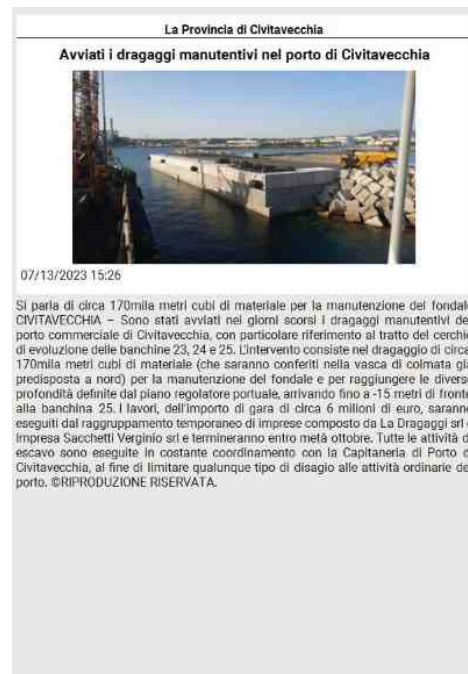 La Provincia di Civitavecchia
Avviati i dragaggi manutentivi nel porto di Civitavecchia
07/13/2023 15:26
Si parla di circa 170mila metri cubi di materiale per la manutenzione del fondale
CIVITAVECCHIA – Sono stati avviati nei giorni scorsi i dragaggi manutentivi de
porto commerciale di Civitavecchia, con particolare riferimento al tratto del cerchi
di evoluzione delle banchine 23, 24 e 25. L'intervento consiste nel dragaggio di circa
170mila metri cubi di materiale (che saranno conferiti nella vasca di colmata gi
predisposta a nord) per la manutenzione del fondale e per raggiungere le diverse
profondità definite dal piano regolatore portuale, arrivando fino a -15 metri di fronte
alla banchina 25. I lavori, dell'importo di gara di circa 6 milioni di euro, saranno
eseguiti dal raggruppamento temporaneo di imprese composto da La Dragaggi srl e
Impresa Sacchetti Verginio srl e termineranno entro metà ottobre. Tutte le attività d
escavo sono eseguite in costante coordinamento con la Capitaneria di Porto d
Civitavecchia, al fine di limitare qualunque tipo di disagio alle attività ordinarie de
porto. ©RIPRODUZIONE RISERVATA.